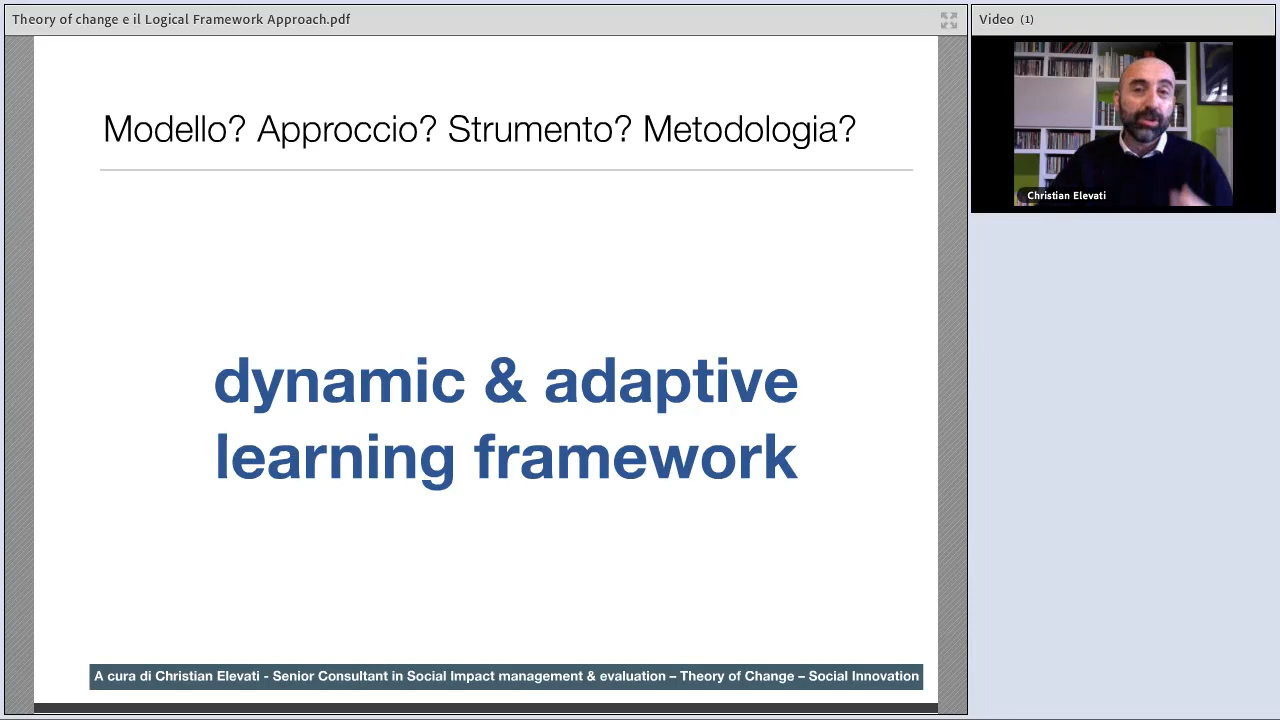 Theory of change e il Logical Framework Approach.pdf
Video (1)
Modello? Approccio? Strumento? Metodologia?
dynamic & adaptive
learning framework
Christian Elevati
A cura di Christian Elevati - Senior Consultant in Social Impact management & evaluation – Theory of Change – Social Innovation